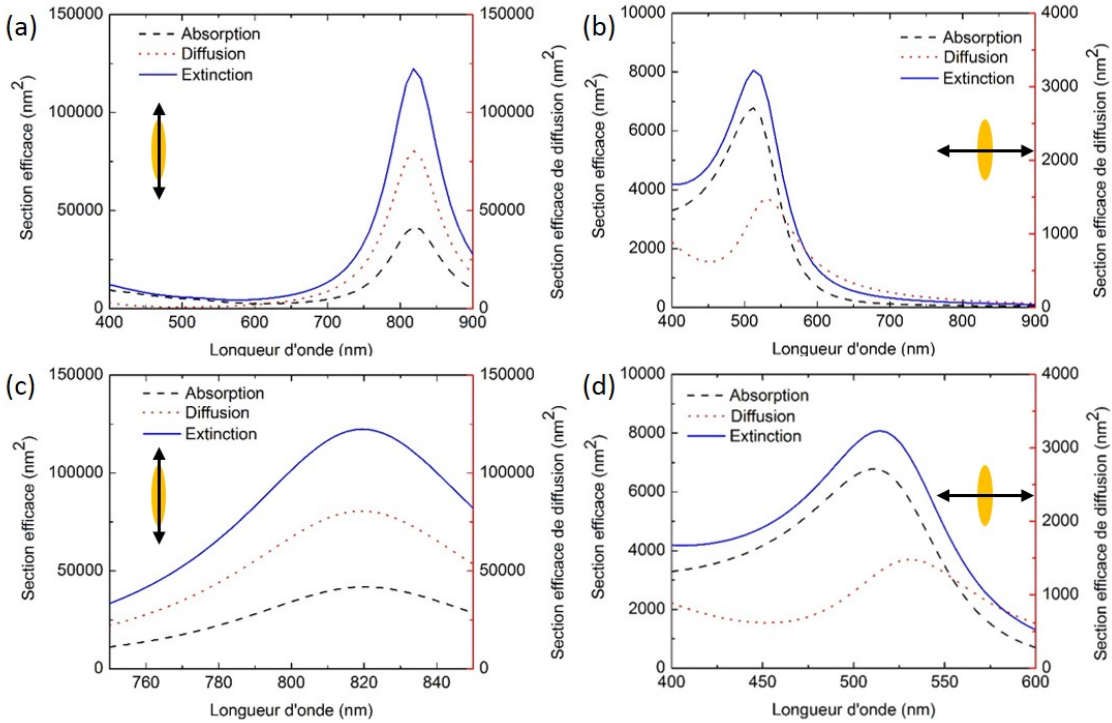 (a)
150000
100000
50000
0
Section efficace (nm²)
Absorption
Diffusion
Extinction
150000
100000
50000
0
Section efficace de diffusion (nm²)
400 500 600 700 800 900
Longueur d'onde (nm)
(b)
10000
8000
6000
4000
2000
0
Section efficace (nm²)
Absorption
Diffusion
Extinction
4000
3000
2000
1000
0
Section efficace de diffusion (nm²)
400 500 600 700 800 900
Longueur d'onde (nm)
(c)
150000
100000
50000
0
Section efficace (nm²)
Absorption
Diffusion
Extinction
150000
100000
50000
0
Section efficace de diffusion (nm²)
760 780 800 820 840
Longueur d'onde (nm)
(d)
10000
8000
6000
4000
2000
0
Section efficace (nm²)
Absorption
Diffusion
Extinction
4000
3000
2000
1000
0
Section efficace de diffusion (nm²)
400 450 500 550 600
Longueur d'onde (nm)